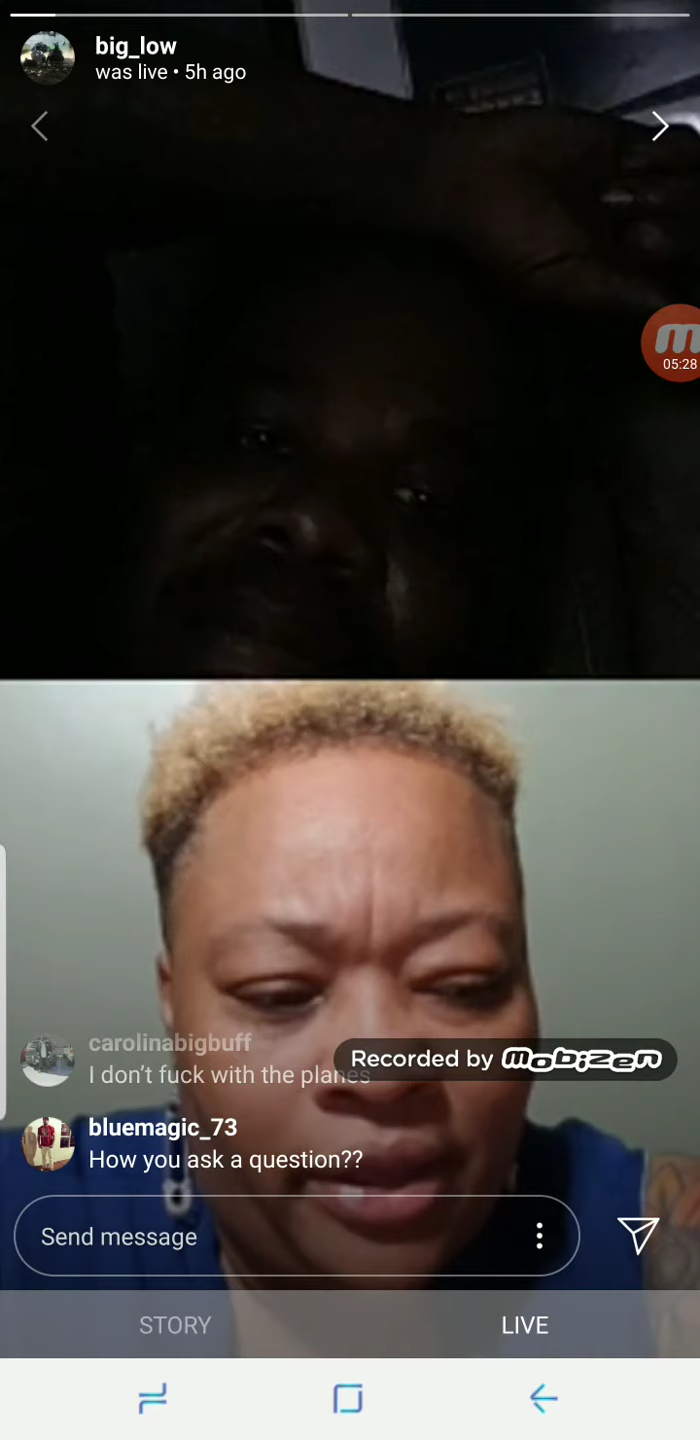 big_low
was live • 5h ago
05:28
carolinabigbuff
I don't fuck with the planes
Recorded by mobizen
bluemagic_73
How you ask a question??
Send message
STORY
LIVE